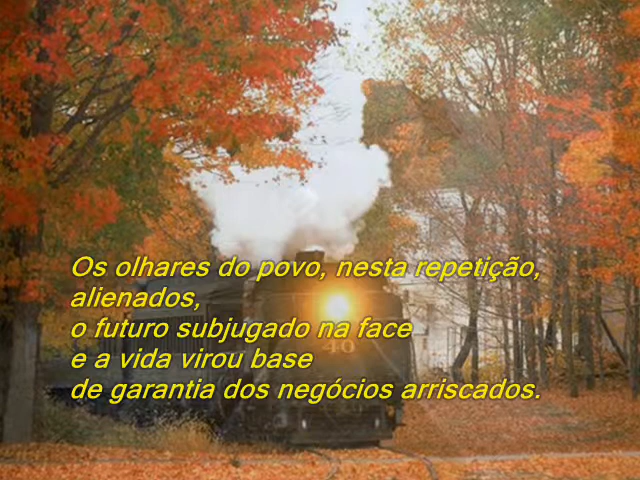 Os olhares do povo, nesta repetição,
alienados,
o futuro subjugado na face
e a vida virou base
de garantia dos negócios arriscados.
40